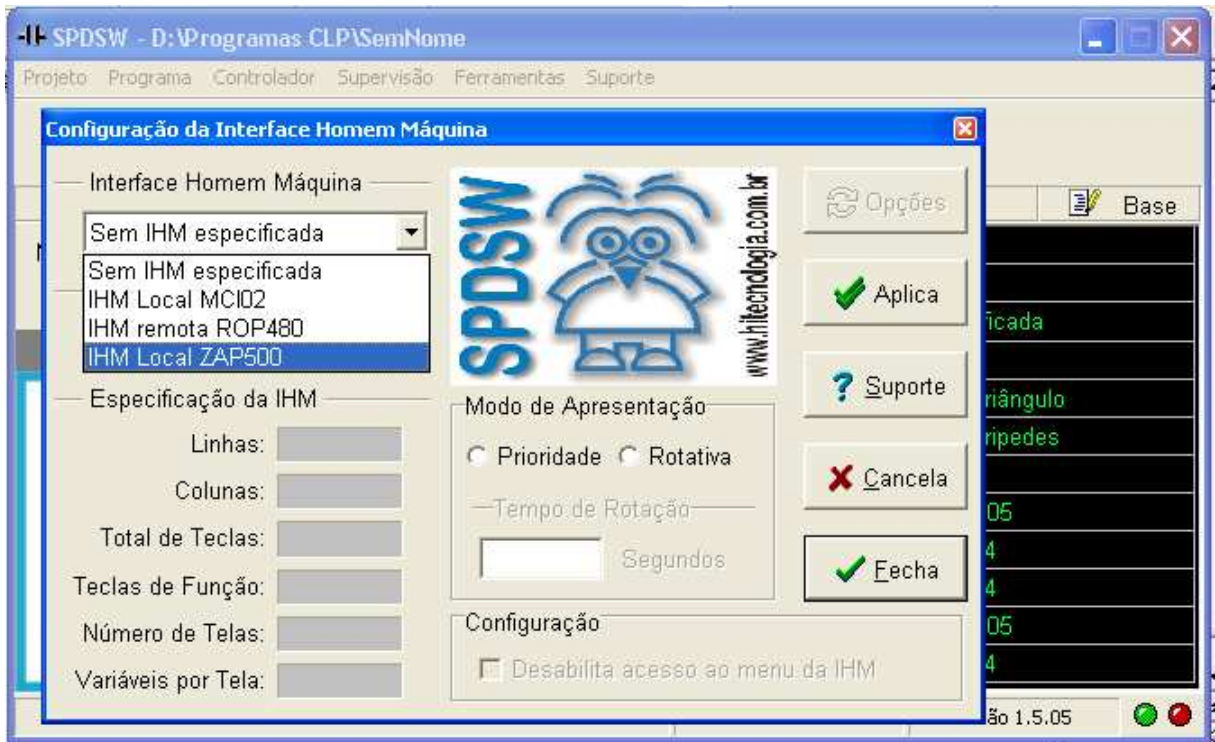 SPDSW - D:\Programas CLP\SemNome
Projeto Programa Controlador Supervisão Ferramentas Suporte
Configuração da Interface Homem Máquina
Interface Homem Máquina
Sem IHM especificada
Sem IHM especificada
IHM Local MCI02
IHM remota ROP480
IHM Local ZAP500
Especificação da IHM
Linhas:
Colunas:
Total de Teclas:
Teclas de Função:
Número de Telas:
Variáveis por Tela:
SPDSW
www.hitecnologia.com.br
Modo de Apresentação
Prioridade Rotativa
Tempo de Rotação
Segundos
Configuração
Desabilita acesso ao menu da IHM
Opções
Aplica
? Suporte
Cancela
Fecha
Base
ficada
riângulo
ripedes
05
4
4
05
4
ão 1.5.05